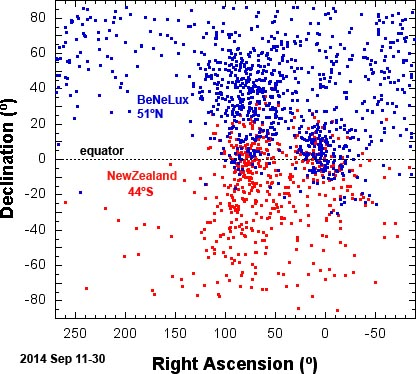 80
60
40
20
0
-20
-40
-60
-80
Declination (º)
BeNeLux
51ºN
equator
NewZealand
44ºS
250 200 150 100 50 0 -50
2014 Sep 11-30
Right Ascension (º)